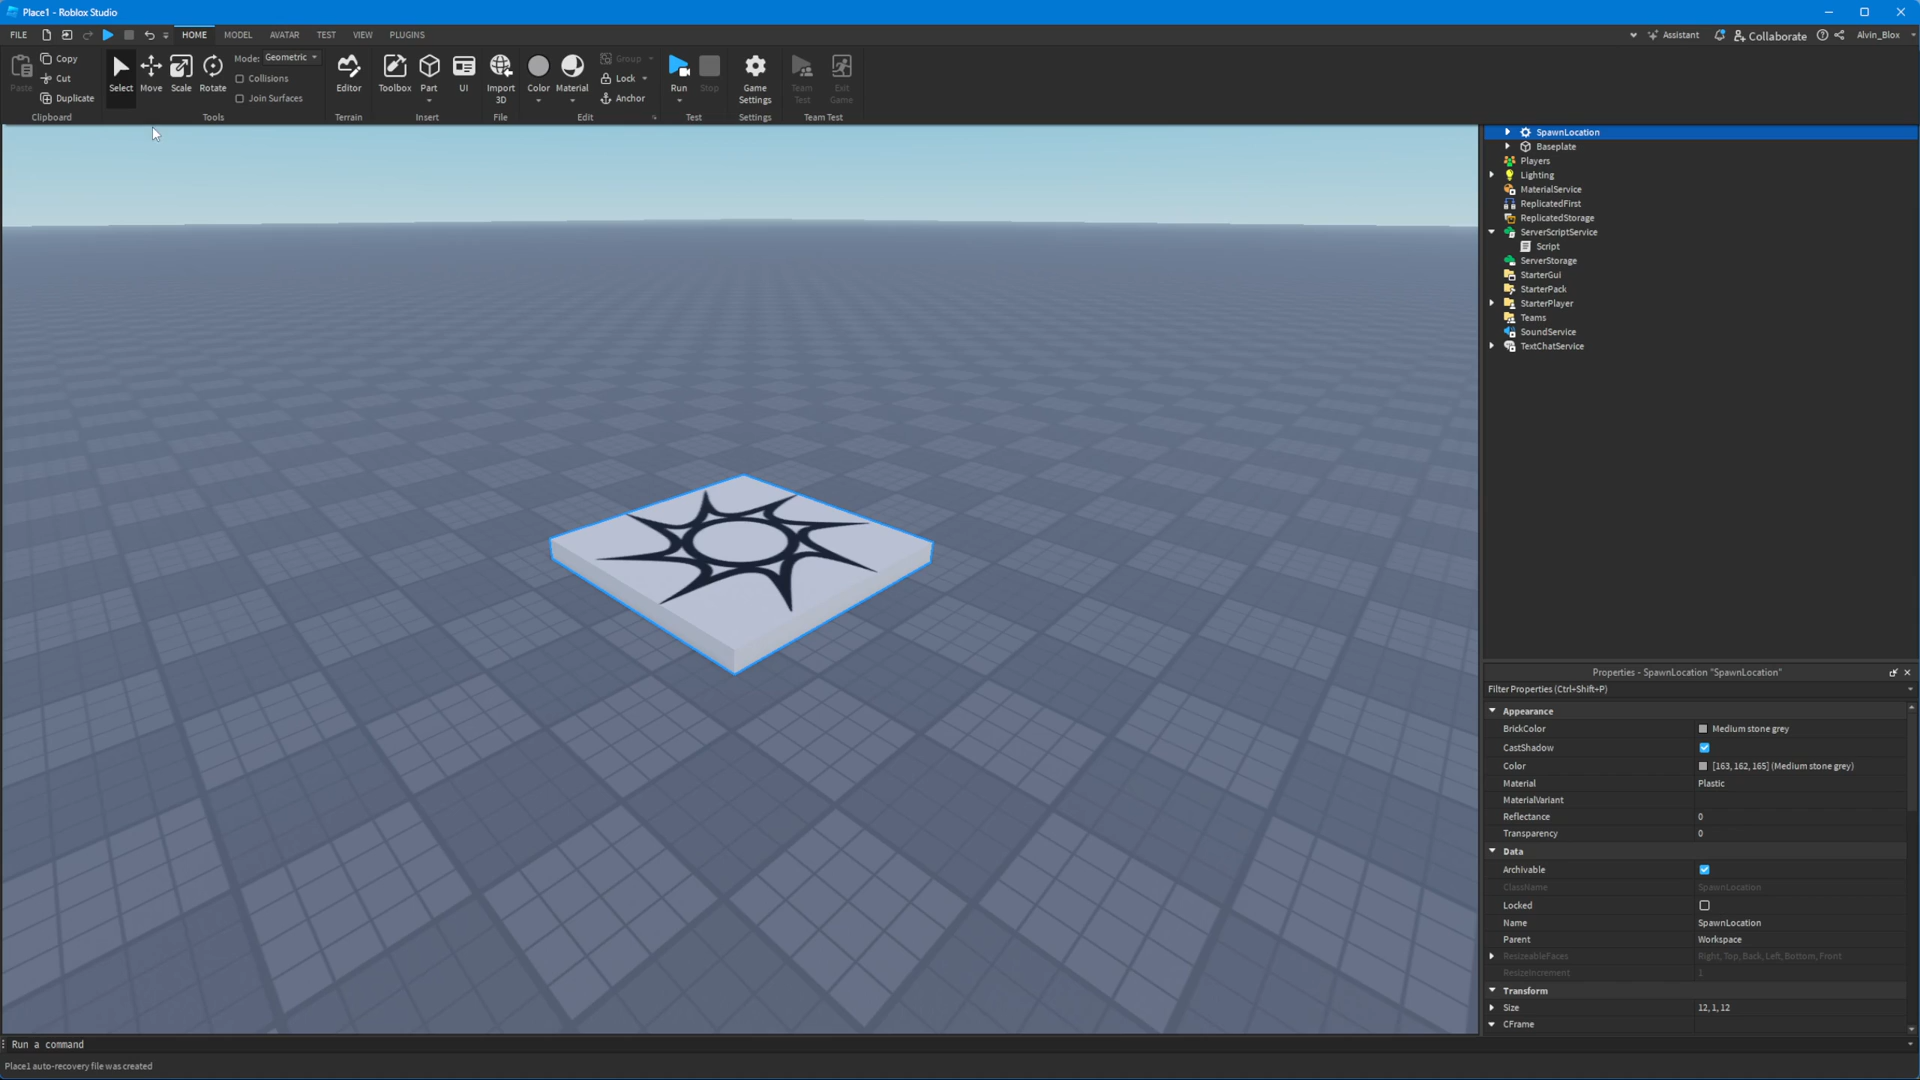 Place1 - Roblox Studio
FILE
HOME
MODEL
AVATAR
TEST
VIEW
PLUGINS
Assistant
Collaborate
Alvin_Blox
Paste
Copy
Cut
Duplicate
Clipboard
Select
Move
Scale
Rotate
Mode: Geometric
Collisions
Join Surfaces
Tools
Editor
Terrain
Toolbox
Part
UI
Insert
Import
3D
File
Color
Material
Group
Lock
Anchor
Edit
Run
Stop
Test
Game
Settings
Settings
Team
Test
Exit
Game
Team Test
SpawnLocation
Baseplate
Players
Lighting
MaterialService
ReplicatedFirst
ReplicatedStorage
ServerScriptService
Script
ServerStorage
StarterGui
StarterPack
StarterPlayer
Teams
SoundService
TextChatService
Properties - SpawnLocation "SpawnLocation"
Filter Properties (Ctrl+Shift+P)
Appearance
BrickColor Medium stone grey
CastShadow
Color [163, 162, 165] (Medium stone grey)
Material Plastic
MaterialVariant
Reflectance 0
Transparency 0
Data
Archivable
ClassName SpawnLocation
Locked
Name SpawnLocation
Parent Workspace
ResizeableFaces Right, Top, Back, Left, Bottom, Front
ResizeIncrement 1
Transform
Size 12, 1, 12
CFrame
Run a command
Place1 auto-recovery file was created